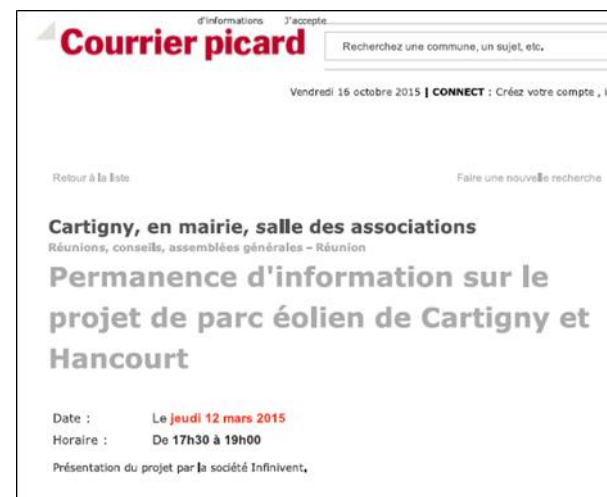 d'informations J'accepte
Courrier picard
Recherchez une commune, un sujet, etc.
Vendredi 16 octobre 2015 | CONNECT : Créez votre compte ,
Retour à la liste Faire une nouvelle recherche
Cartigny, en mairie, salle des associations
Réunions, conseils, assemblées générales – Réunion
Permanence d'information sur le
projet de parc éolien de Cartigny et
Hancourt
Date : Le jeudi 12 mars 2015
Horaire : De 17h30 à 19h00
Présentation du projet par la société Infinivent.